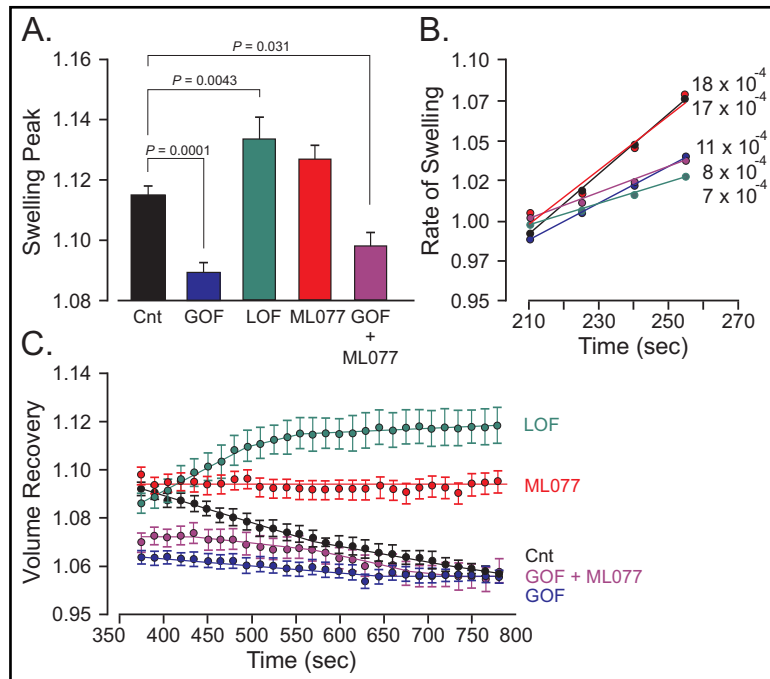 A.
Swelling Peak
1.16
1.14
1.12
1.10
1.08
P = 0.031
P = 0.0043
P = 0.0001
Cnt GOF LOF ML077 GOF
+
ML077
B.
Rate of Swelling
1.10
1.07
1.05
1.02
1.00
0.97
0.95
18 x 10-4
17 x 10-4
11 x 10-4
8 x 10-4
7 x 10-4
210 230 250 270
Time (sec)
C.
Volume Recovery
1.14
1.12
1.10
1.08
1.06
0.95
LOF
ML077
Cnt
GOF + ML077
GOF
350 400 450 500 550 600 650 700 750 800
Time (sec)